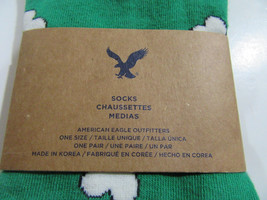 SOCKS
CHAUSSETTES
MEDIAS
AMERICAN EAGLE OUTFITTERS
ONE SIZE / TAILLE UNIQUE / TALLA ÚNICA
ONE PAIR / UNE PAIRE / UN PAR
MADE IN KOREA / FABRIQUÉ EN CORÉE / HECHO EN COREA